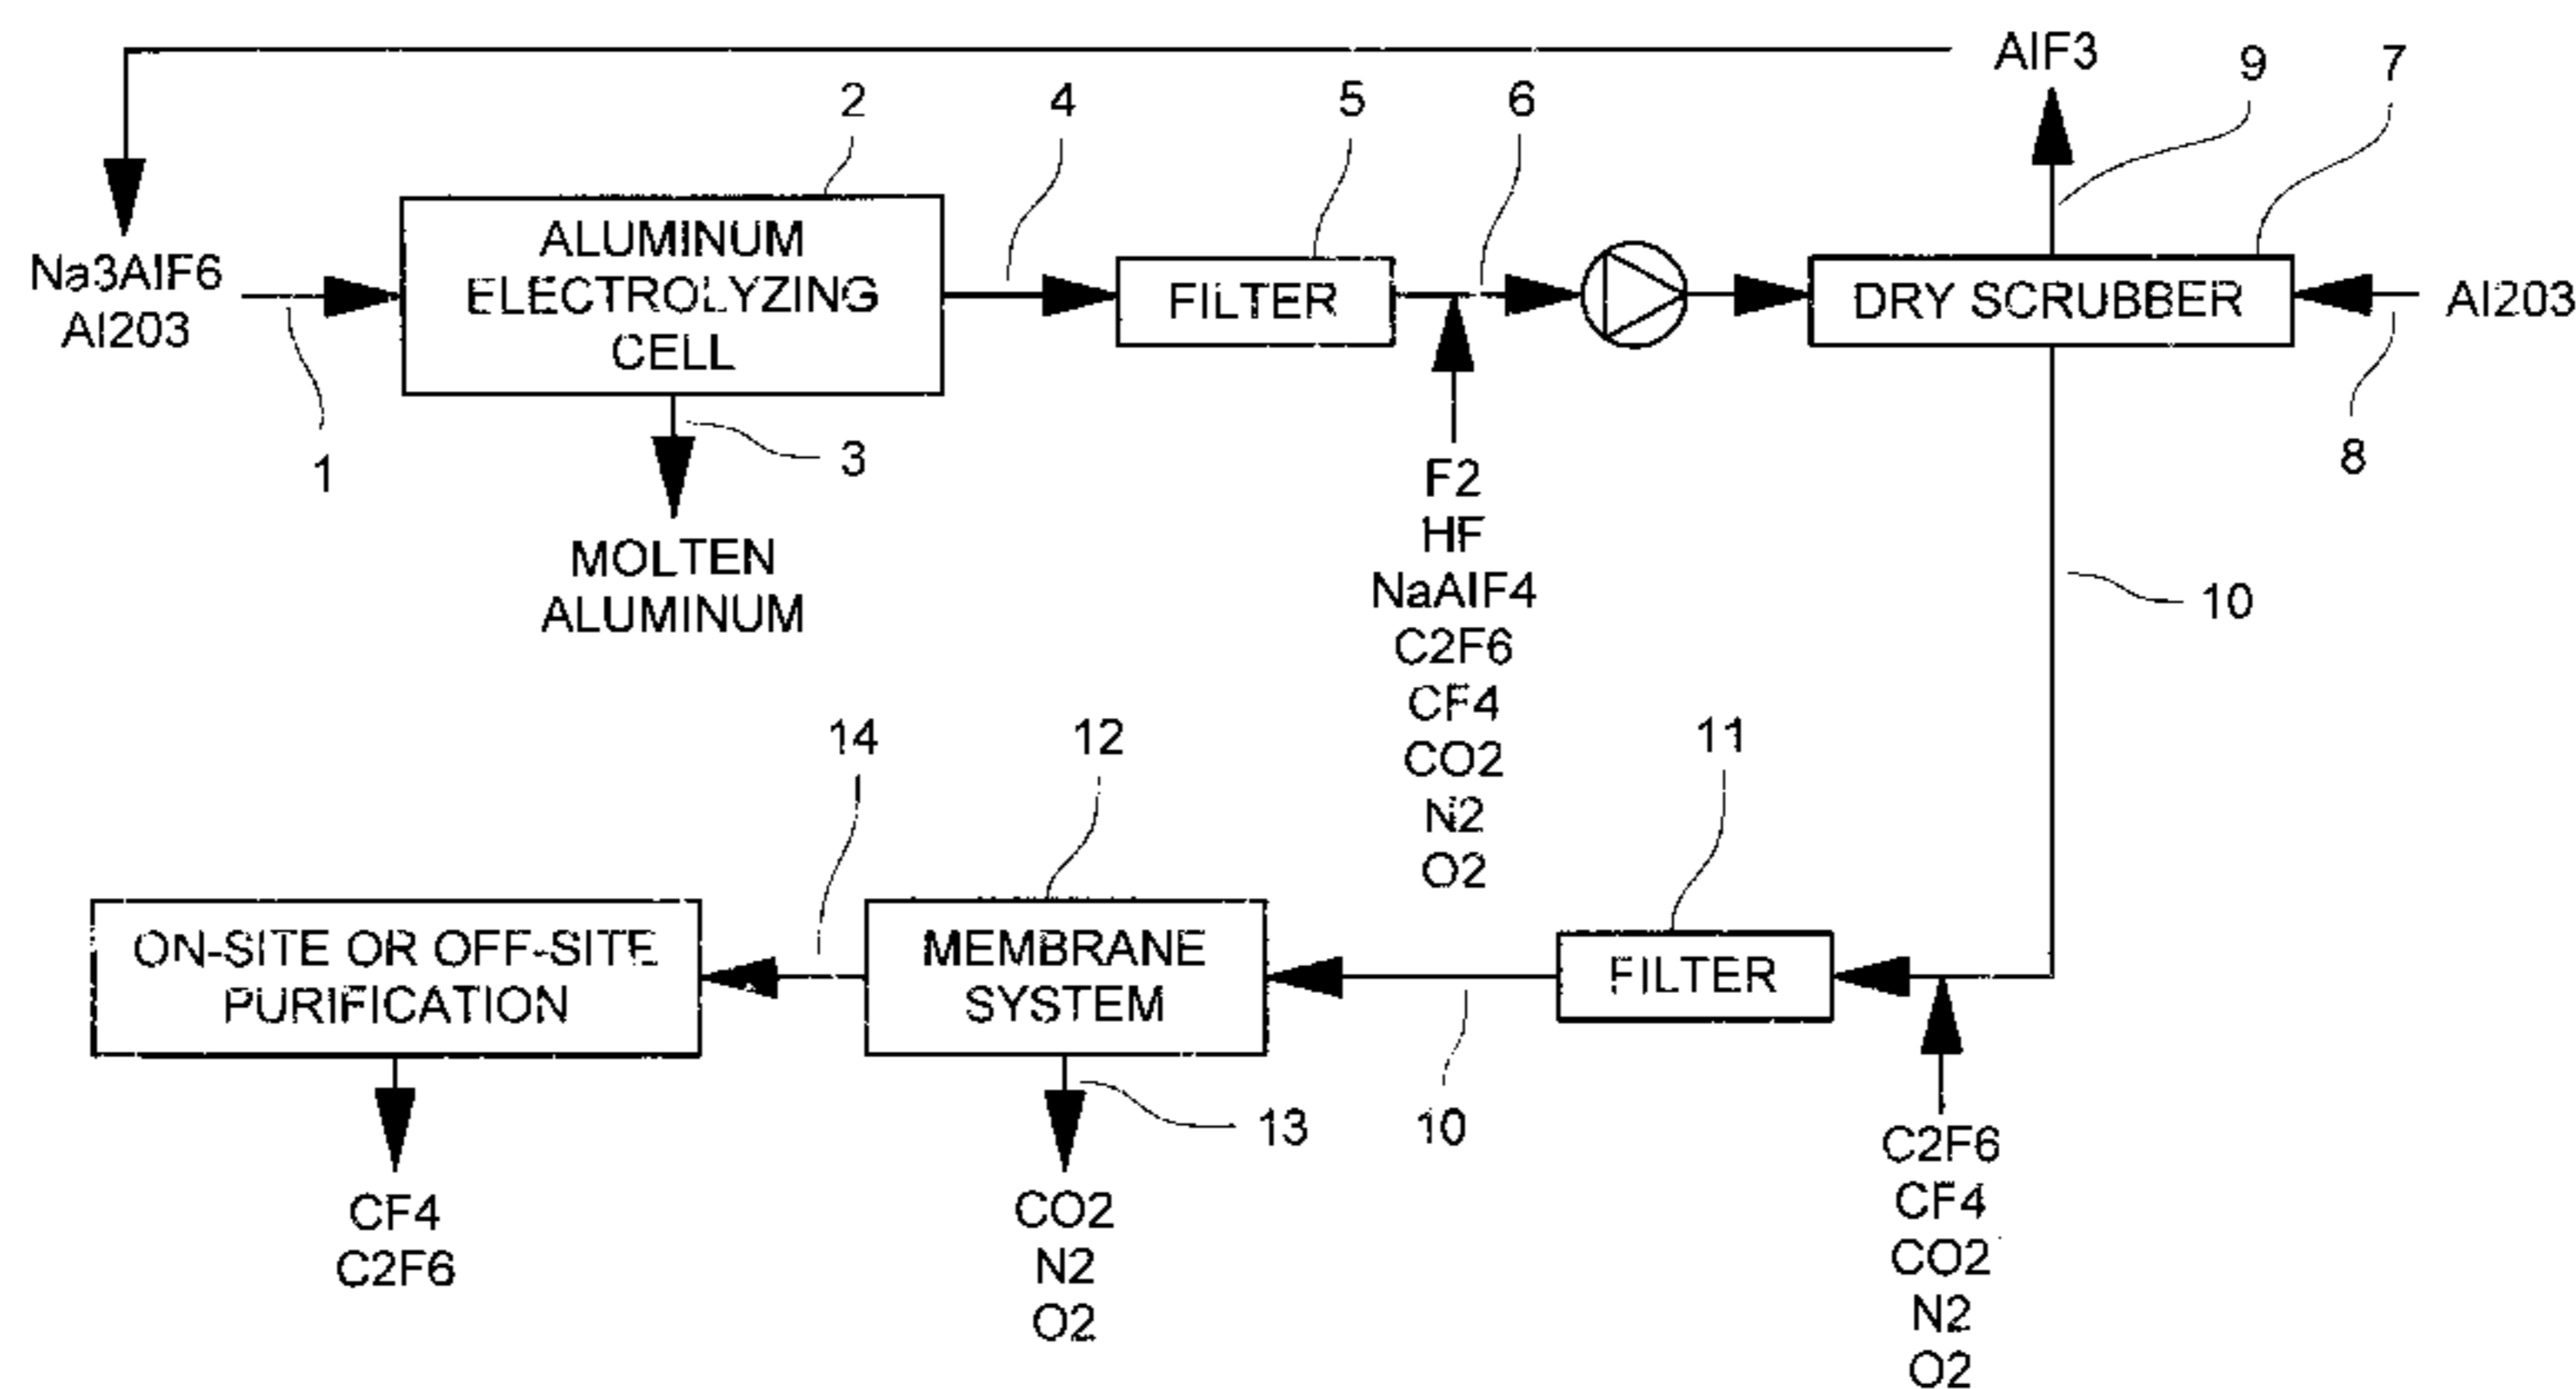 AlF3
9
7
2
4
5
6
Na3AlF6
Al203
ALUMINUM
ELECTROLYZING
CELL
FILTER
DRY SCRUBBER
Al203
1
3
8
MOLTEN
ALUMINUM
F2
HF
NaAlF4
C2F6
CF4
CO2
N2
O2
10
14
12
11
ON-SITE OR OFF-SITE
PURIFICATION
MEMBRANE
SYSTEM
FILTER
13
10
CF4
C2F6
CO2
N2
O2
C2F6
CF4
CO2
N2
O2